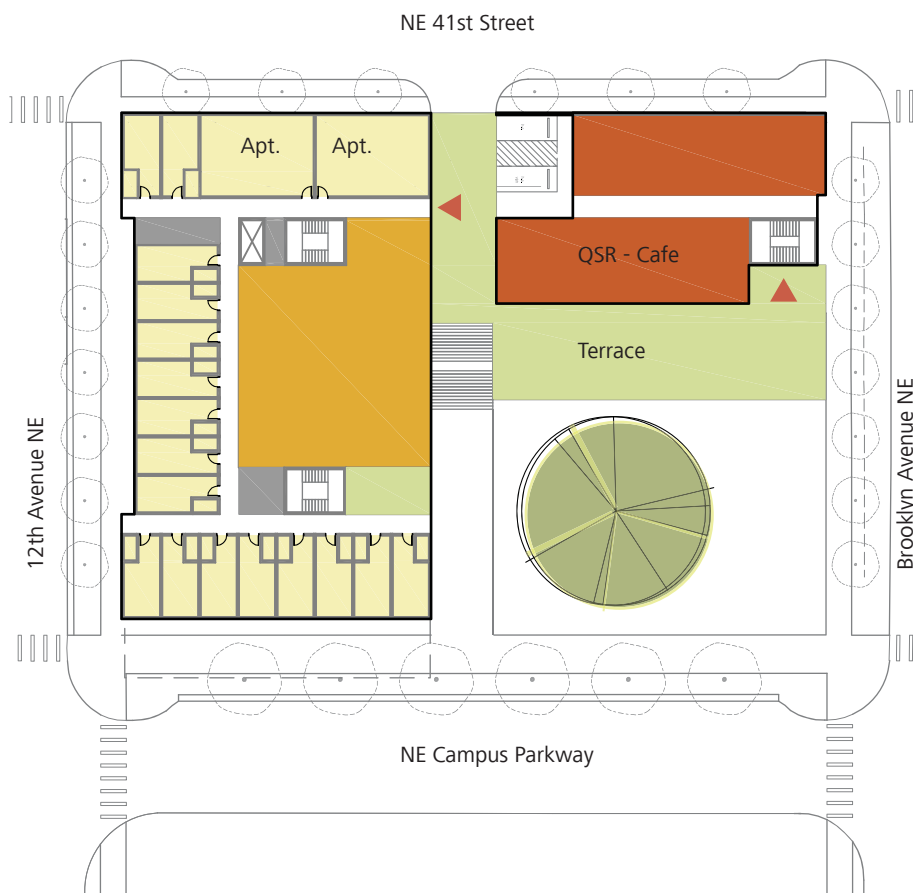 NE 41st Street
Apt.
Apt.
QSR - Cafe
Terrace
12th Avenue NE
Brooklyn Avenue NE
NE Campus Parkway